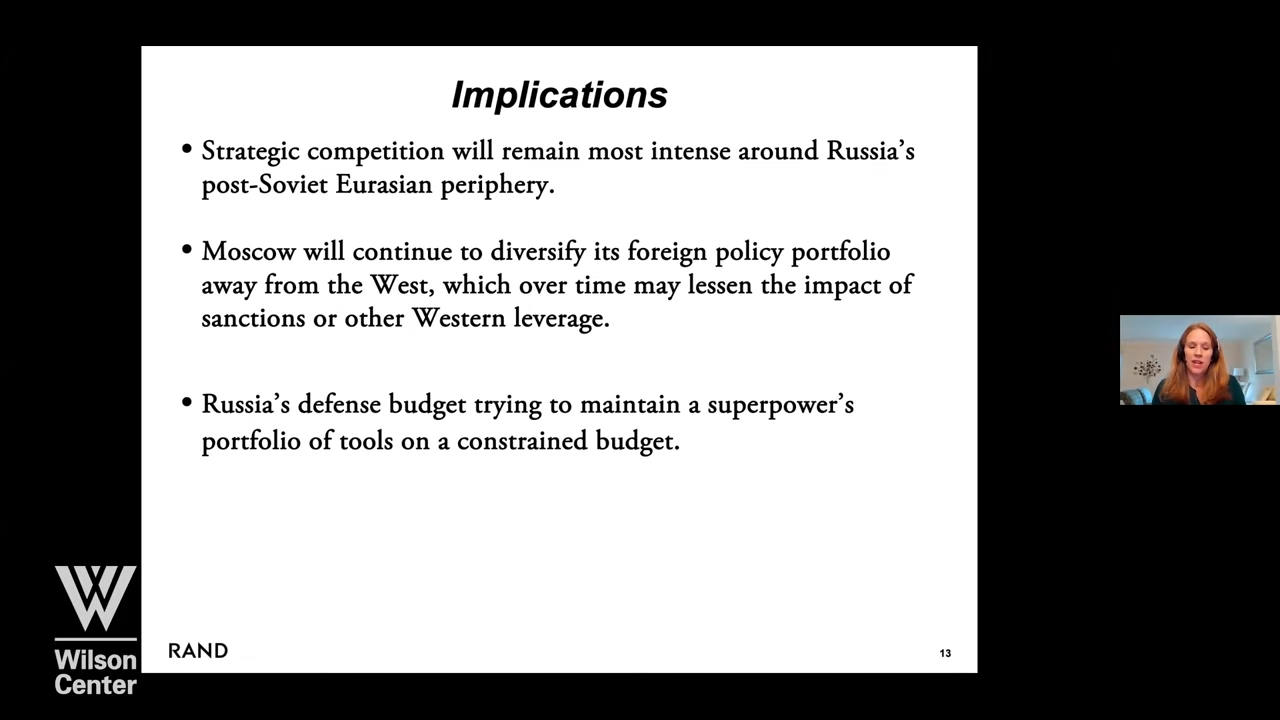 Implications
• Strategic competition will remain most intense around Russia’s
post-Soviet Eurasian periphery.
• Moscow will continue to diversify its foreign policy portfolio
away from the West, which over time may lessen the impact of
sanctions or other Western leverage.
• Russia’s defense budget trying to maintain a superpower’s
portfolio of tools on a constrained budget.
RAND
13
Wilson
Center